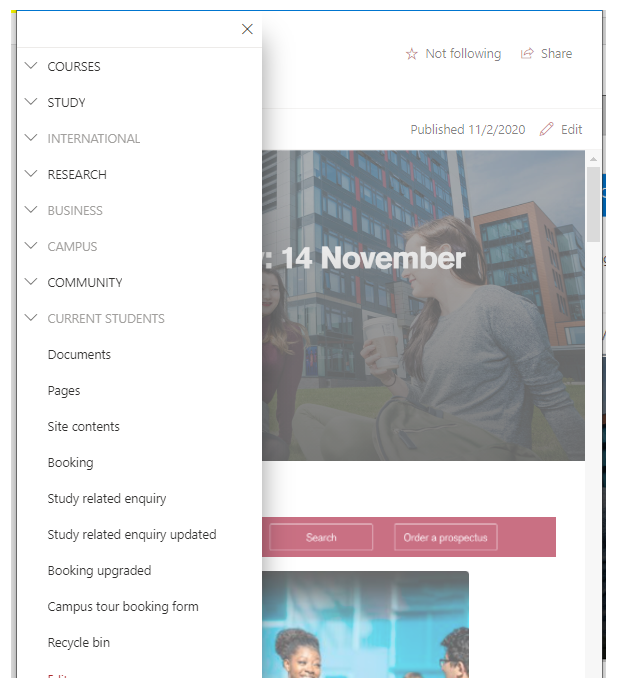 Not following
Share
COURSES
STUDY
INTERNATIONAL
RESEARCH
BUSINESS
CAMPUS
COMMUNITY
CURRENT STUDENTS
Documents
Pages
Site contents
Booking
Study related enquiry
Study related enquiry updated
Booking upgraded
Campus tour booking form
Recycle bin
Published 11/2/2020
Edit
: 14 November
Search
Order a prospectus